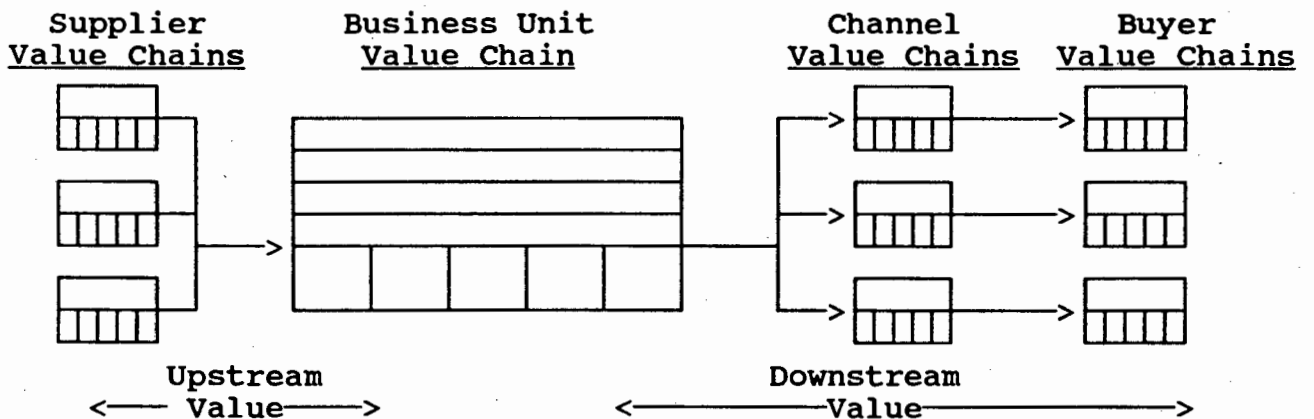 Supplier
Value Chains
Business Unit
Value Chain
Channel
Value Chains
Buyer
Value Chains
Upstream
Value
Downstream
Value